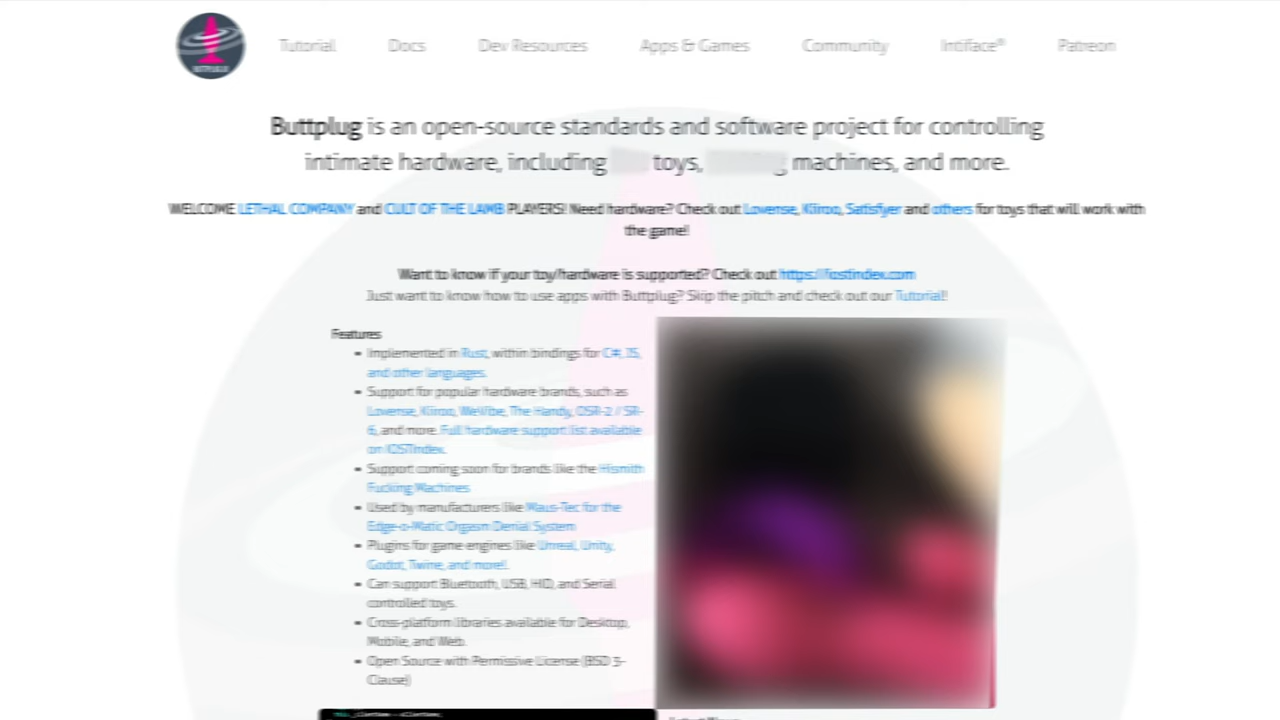 Tutorial Docs Dev Resources Apps & Games Community Intiface® Patreon
Buttplug is an open-source standards and software project for controlling
intimate hardware, including toys, machines, and more.
WELCOME LETHAL COMPANY and CULT OF THE LAMB PLAYERS! Need hardware? Check out Lovense, Kiiroo, Satisfyer and others for toys that will work with
the game!
Want to know if your toy/hardware is supported? Check out https://iostindex.com
Just want to know how to use apps with Buttplug? Skip the pitch and check out our Tutorial!
Features
Implemented in Rust, within bindings for C#, JS,
and other languages.
Support for popular hardware brands, such as
Lovense, Kiiroo, WeVibe, The Handy, OSR-2 / SR-
6, and more. Full hardware support list available
on IOSTIndex.
Support coming soon for brands like the Hismith
Fucking Machines
Used by manufacturers like Maus-Tec for the
Edge-o-Matic Orgasm Denial System
Plugins for game engines like Unreal, Unity,
Godot, Twine, and more!.
Can support Bluetooth, USB, HID, and Serial
controlled toys.
Cross-platform libraries available for Desktop,
Mobile, and Web.
Open Source with Permissive License (BSD 3-
Clause)